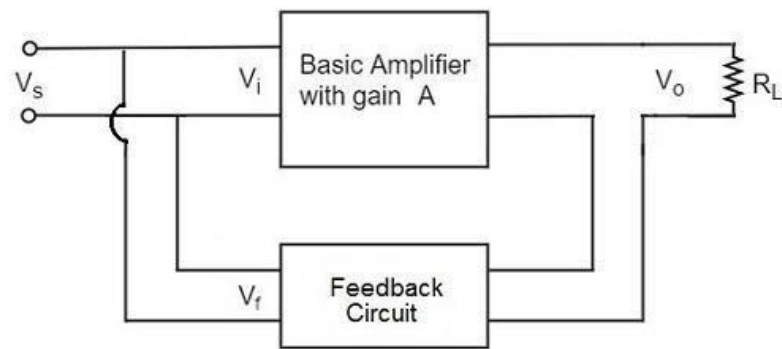 Vs
Vi
Basic Amplifier
with gain A
Vo
RL
Vf
Feedback
Circuit